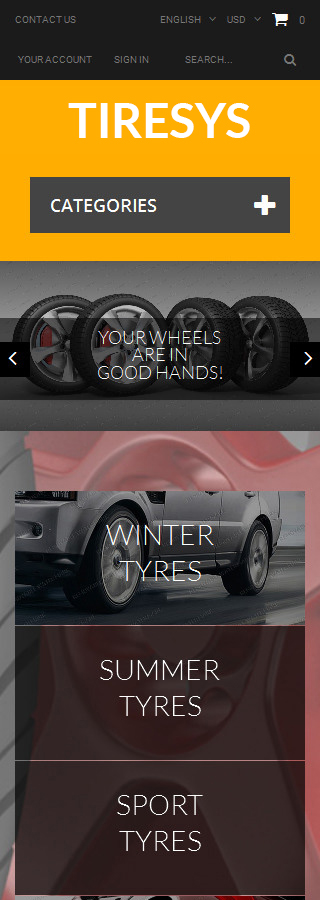 CONTACT US ENGLISH USD 0
YOUR ACCOUNT SIGN IN SEARCH...
TIRESYS
CATEGORIES
YOUR WHEELS
ARE IN
GOOD HANDS!
WINTER
TYRES
SUMMER
TYRES
SPORT
TYRES